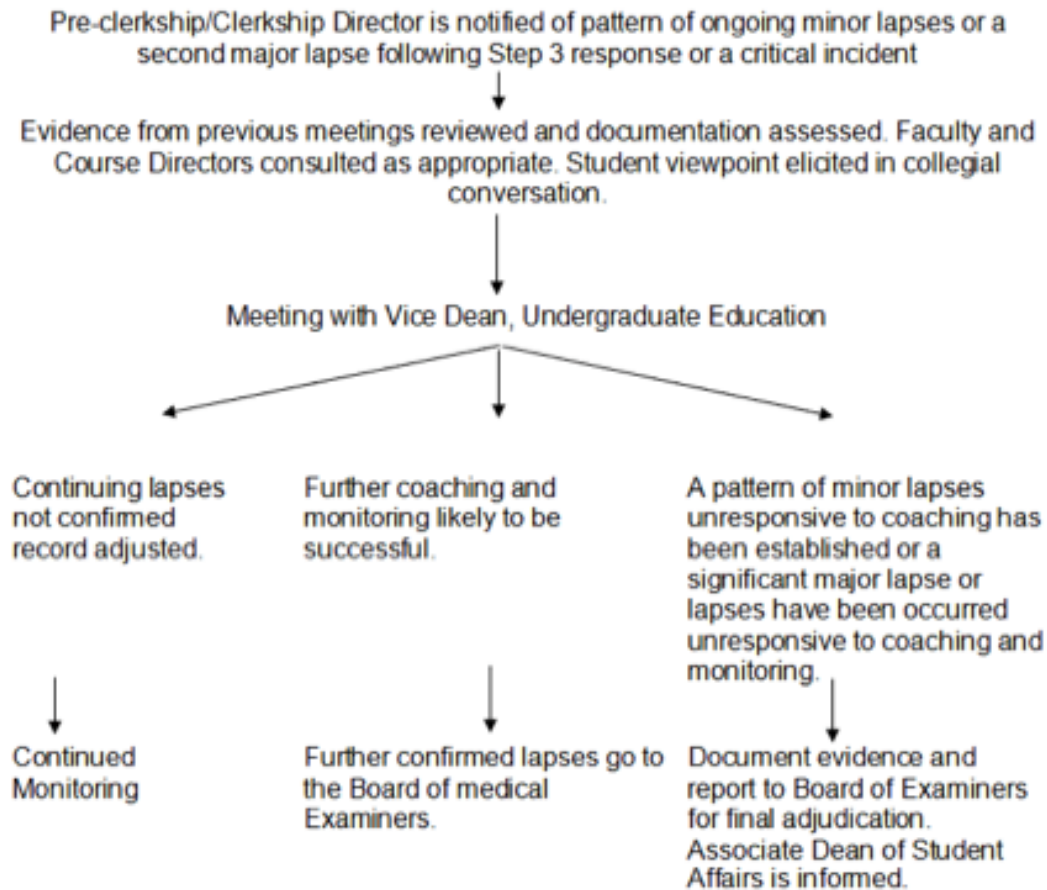 Pre-clerkship/Clerkship Director is notified of pattern of ongoing minor lapses or a
second major lapse following Step 3 response or a critical incident
Evidence from previous meetings reviewed and documentation assessed. Faculty and
Course Directors consulted as appropriate. Student viewpoint elicited in collegial
conversation.
Meeting with Vice Dean, Undergraduate Education
Continuing lapses
not confirmed
record adjusted.
Further coaching and
monitoring likely to be
successful.
A pattern of minor lapses
unresponsive to coaching has
been established or a
significant major lapse or
lapses have been occurred
unresponsive to coaching and
monitoring.
Continued
Monitoring
Further confirmed lapses go to
the Board of medical
Examiners.
Document evidence and
report to Board of Examiners
for final adjudication.
Associate Dean of Student
Affairs is informed.